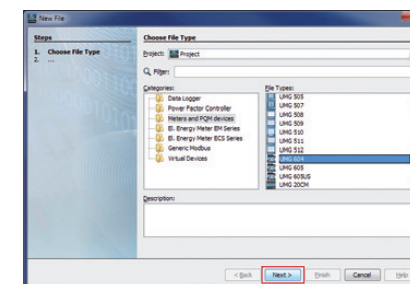 New File
Steps
1. Choose File Type
2. ...
Choose File Type
Project: Project
Filter:
Categories:
Data Logger
Power Factor Controller
Meters and PQM devices
El. Energy Meter EM Series
El. Energy Meter ECS Series
Generic Modbus
Virtual Devices
File Types:
UMG 505
UMG 507
UMG 508
UMG 509
UMG 510
UMG 511
UMG 512
UMG 604
UMG 605
UMG 605US
UMG 20CM
Description:
< Back
Next >
Finish
Cancel
Help